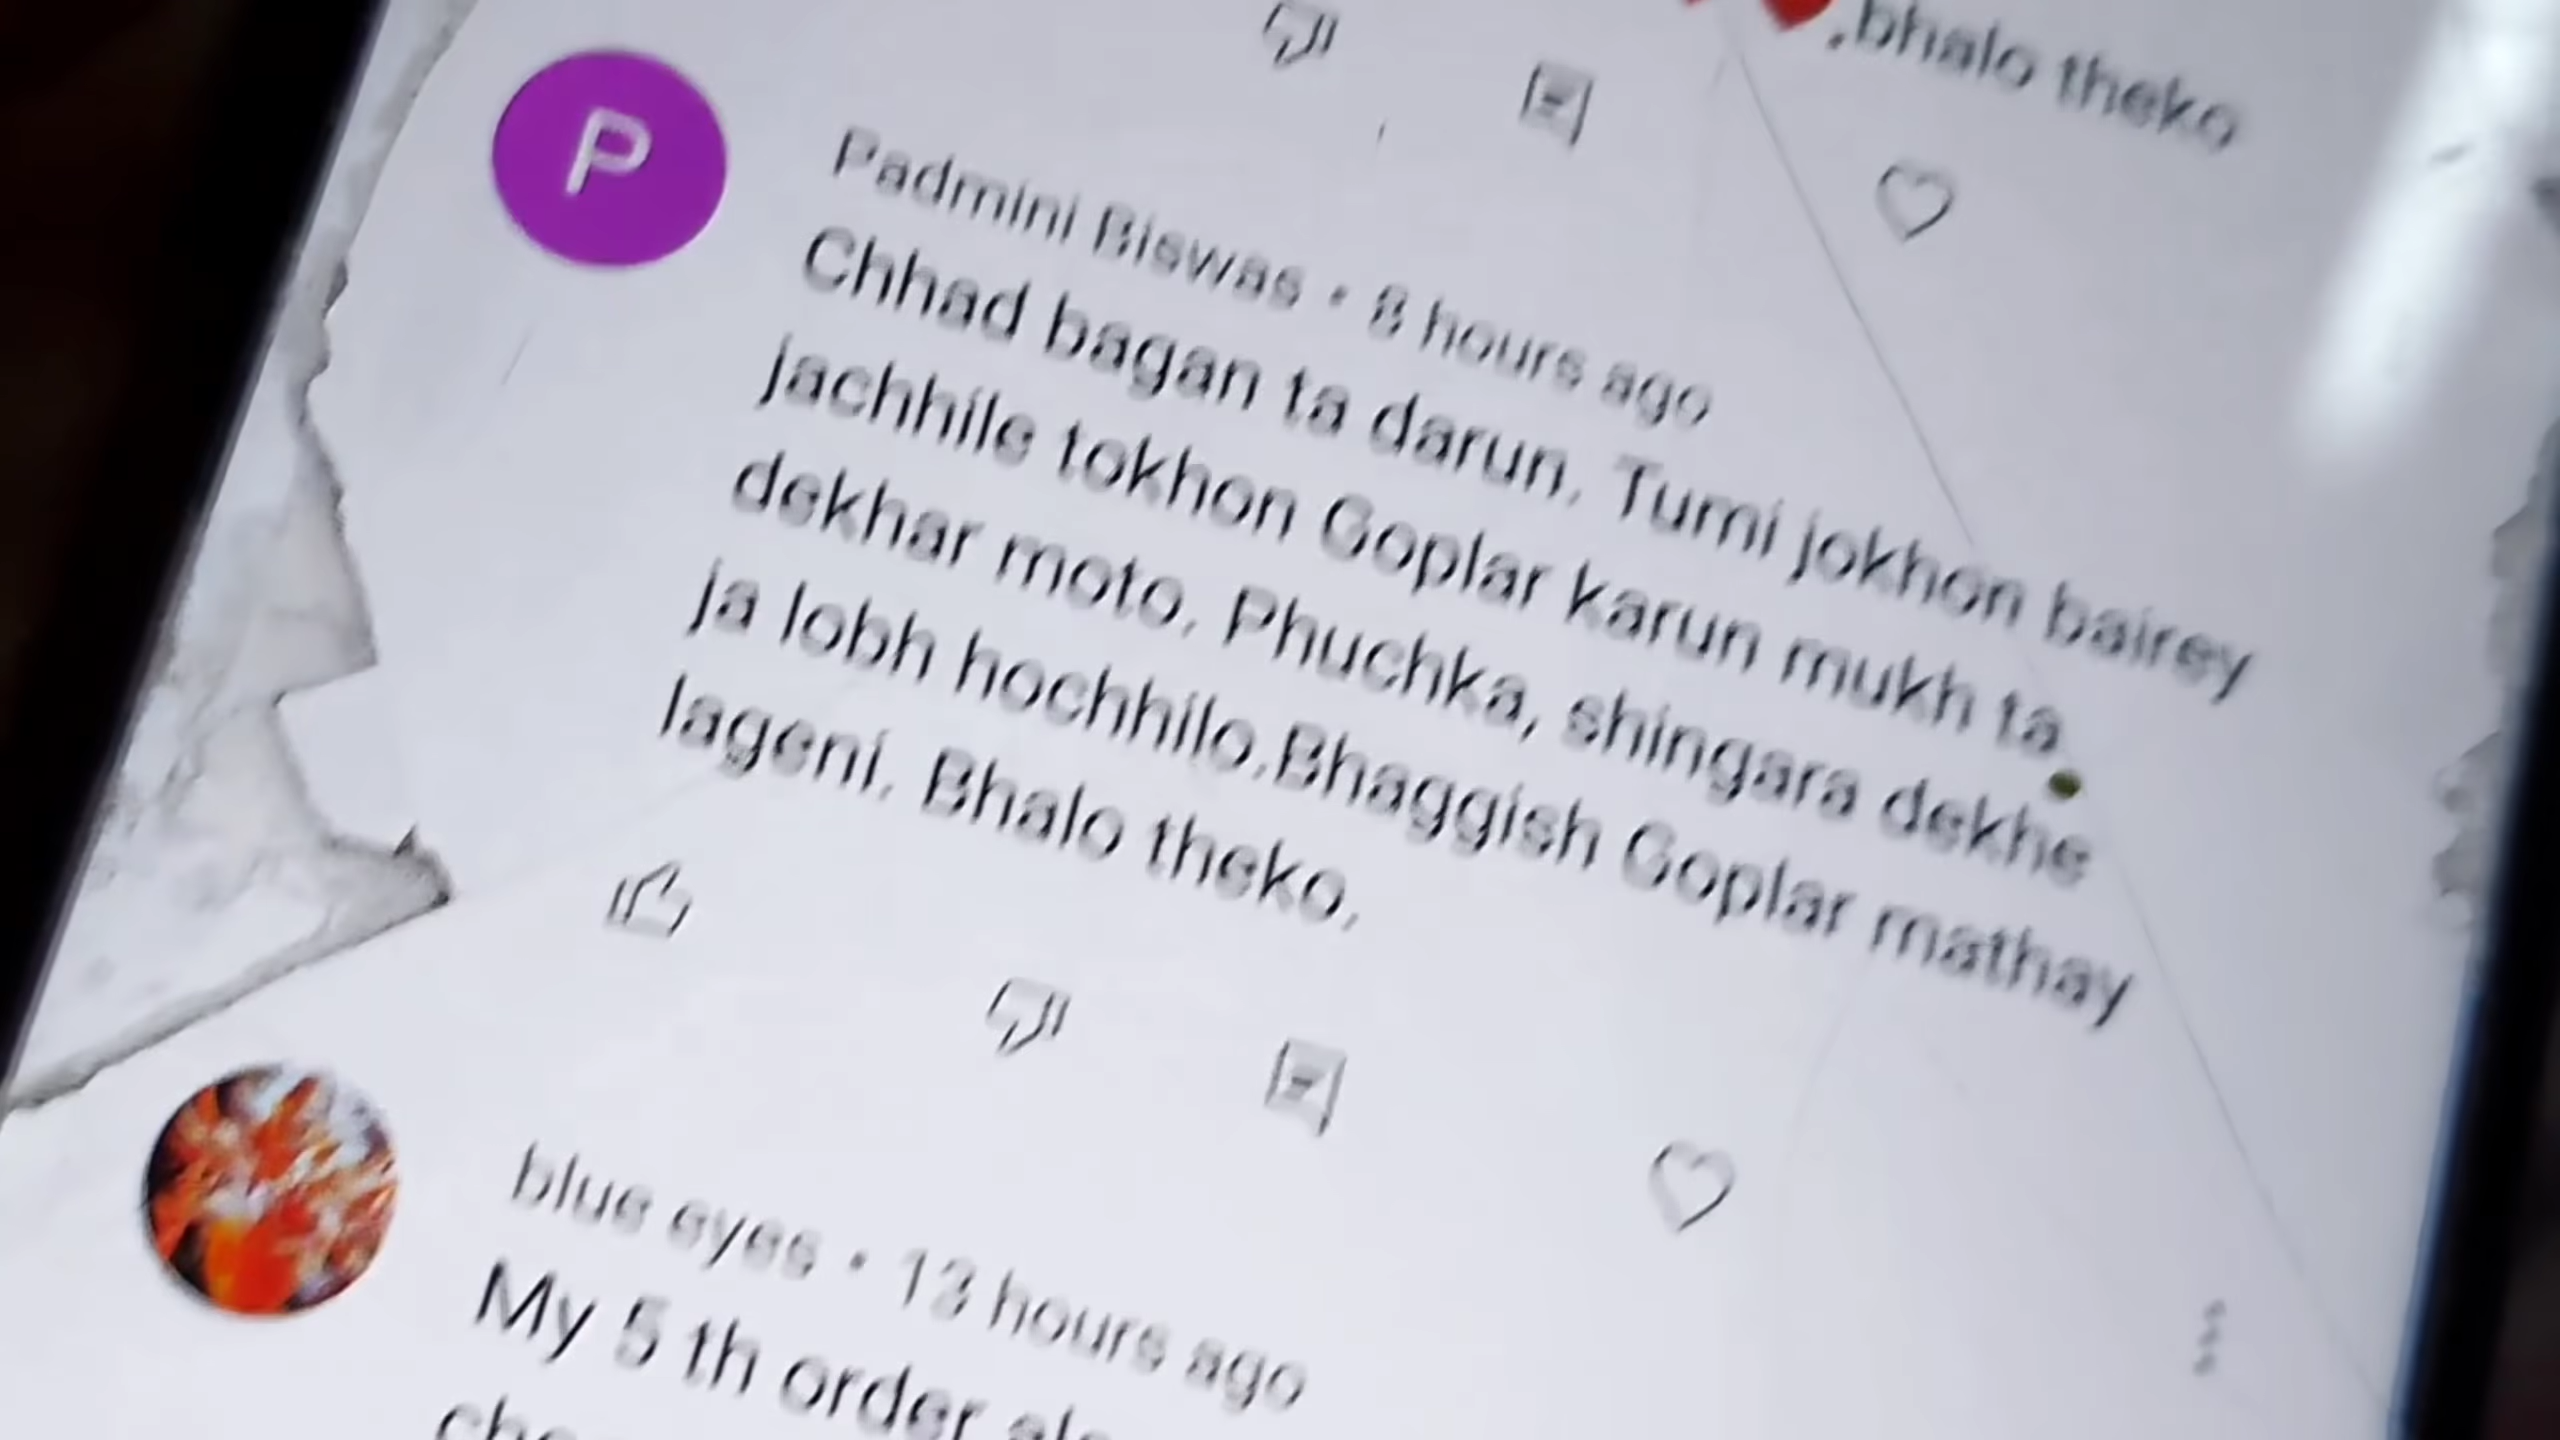 .bhalo theko
P
Padmini Biswas • 8 hours ago
Chhad bagan ta darun. Tumi jokhon bairey
jachhile tokhon Goplar karun mukh ta
dekhar moto. Phuchka, shingara dekhe
ja lobh hochhilo.Bhaggish Goplar mathay
lageni. Bhalo theko.
blue eyes • 13 hours ago
My 5 th order